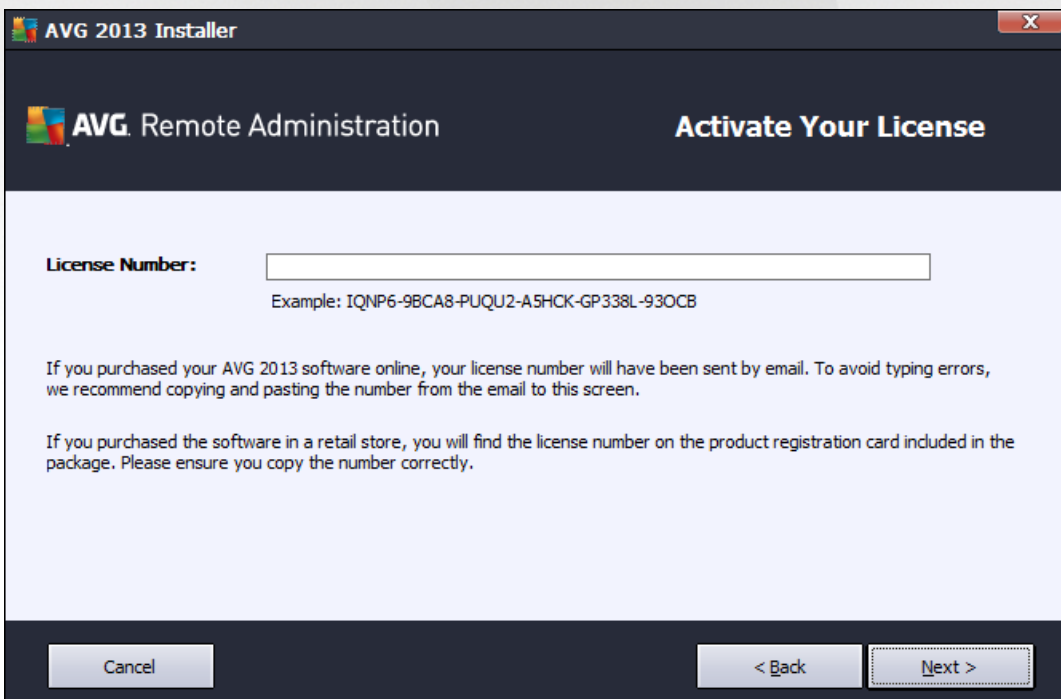 AVG 2013 Installer
AVG. Remote Administration
Activate Your License
License Number:
Example: IQNP6-9BCA8-PUQU2-A5HCK-GP338L-93OCB
If you purchased your AVG 2013 software online, your license number will have been sent by email. To avoid typing errors,
we recommend copying and pasting the number from the email to this screen.
If you purchased the software in a retail store, you will find the license number on the product registration card included in the
package. Please ensure you copy the number correctly.
Cancel
< Back
Next >